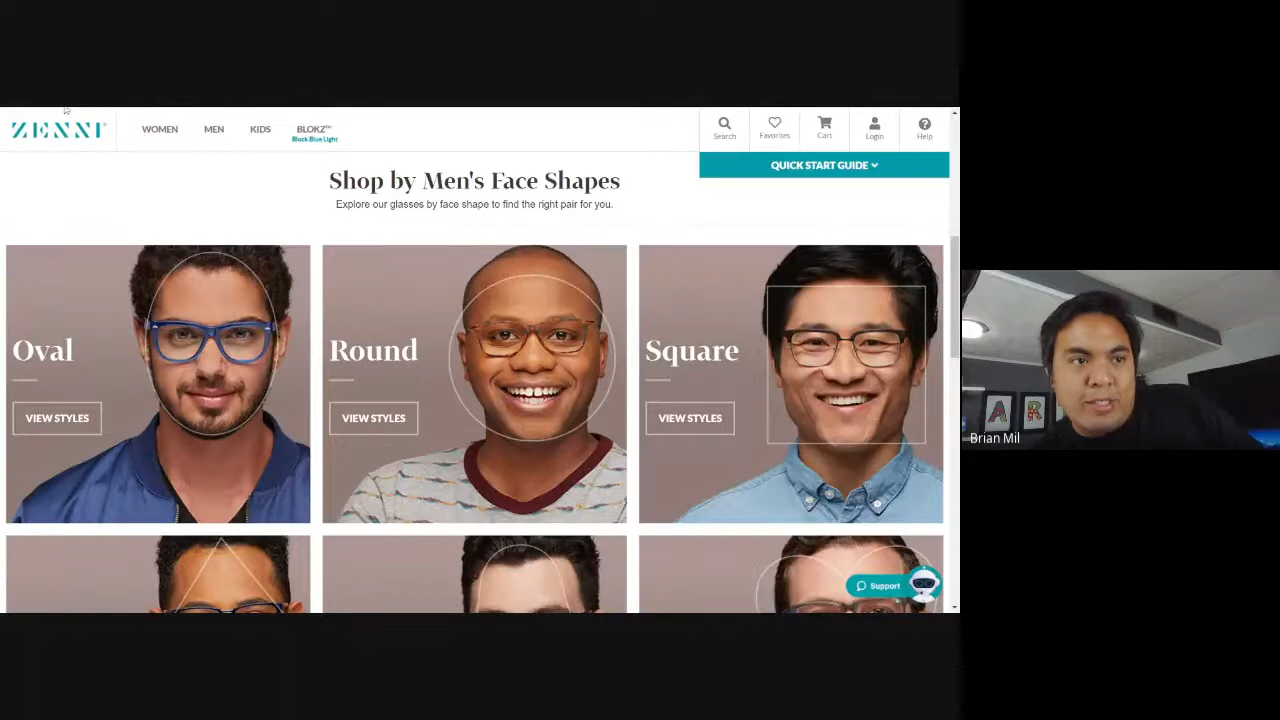 ZENNI®
WOMEN
MEN
KIDS
BLOKZ™
Block Blue Light
Search
Favorites
Cart
Login
Help
QUICK START GUIDE
Shop by Men's Face Shapes
Explore our glasses by face shape to find the right pair for you.
Oval
VIEW STYLES
Round
VIEW STYLES
Square
VIEW STYLES
Support
A
R
Brian Mil